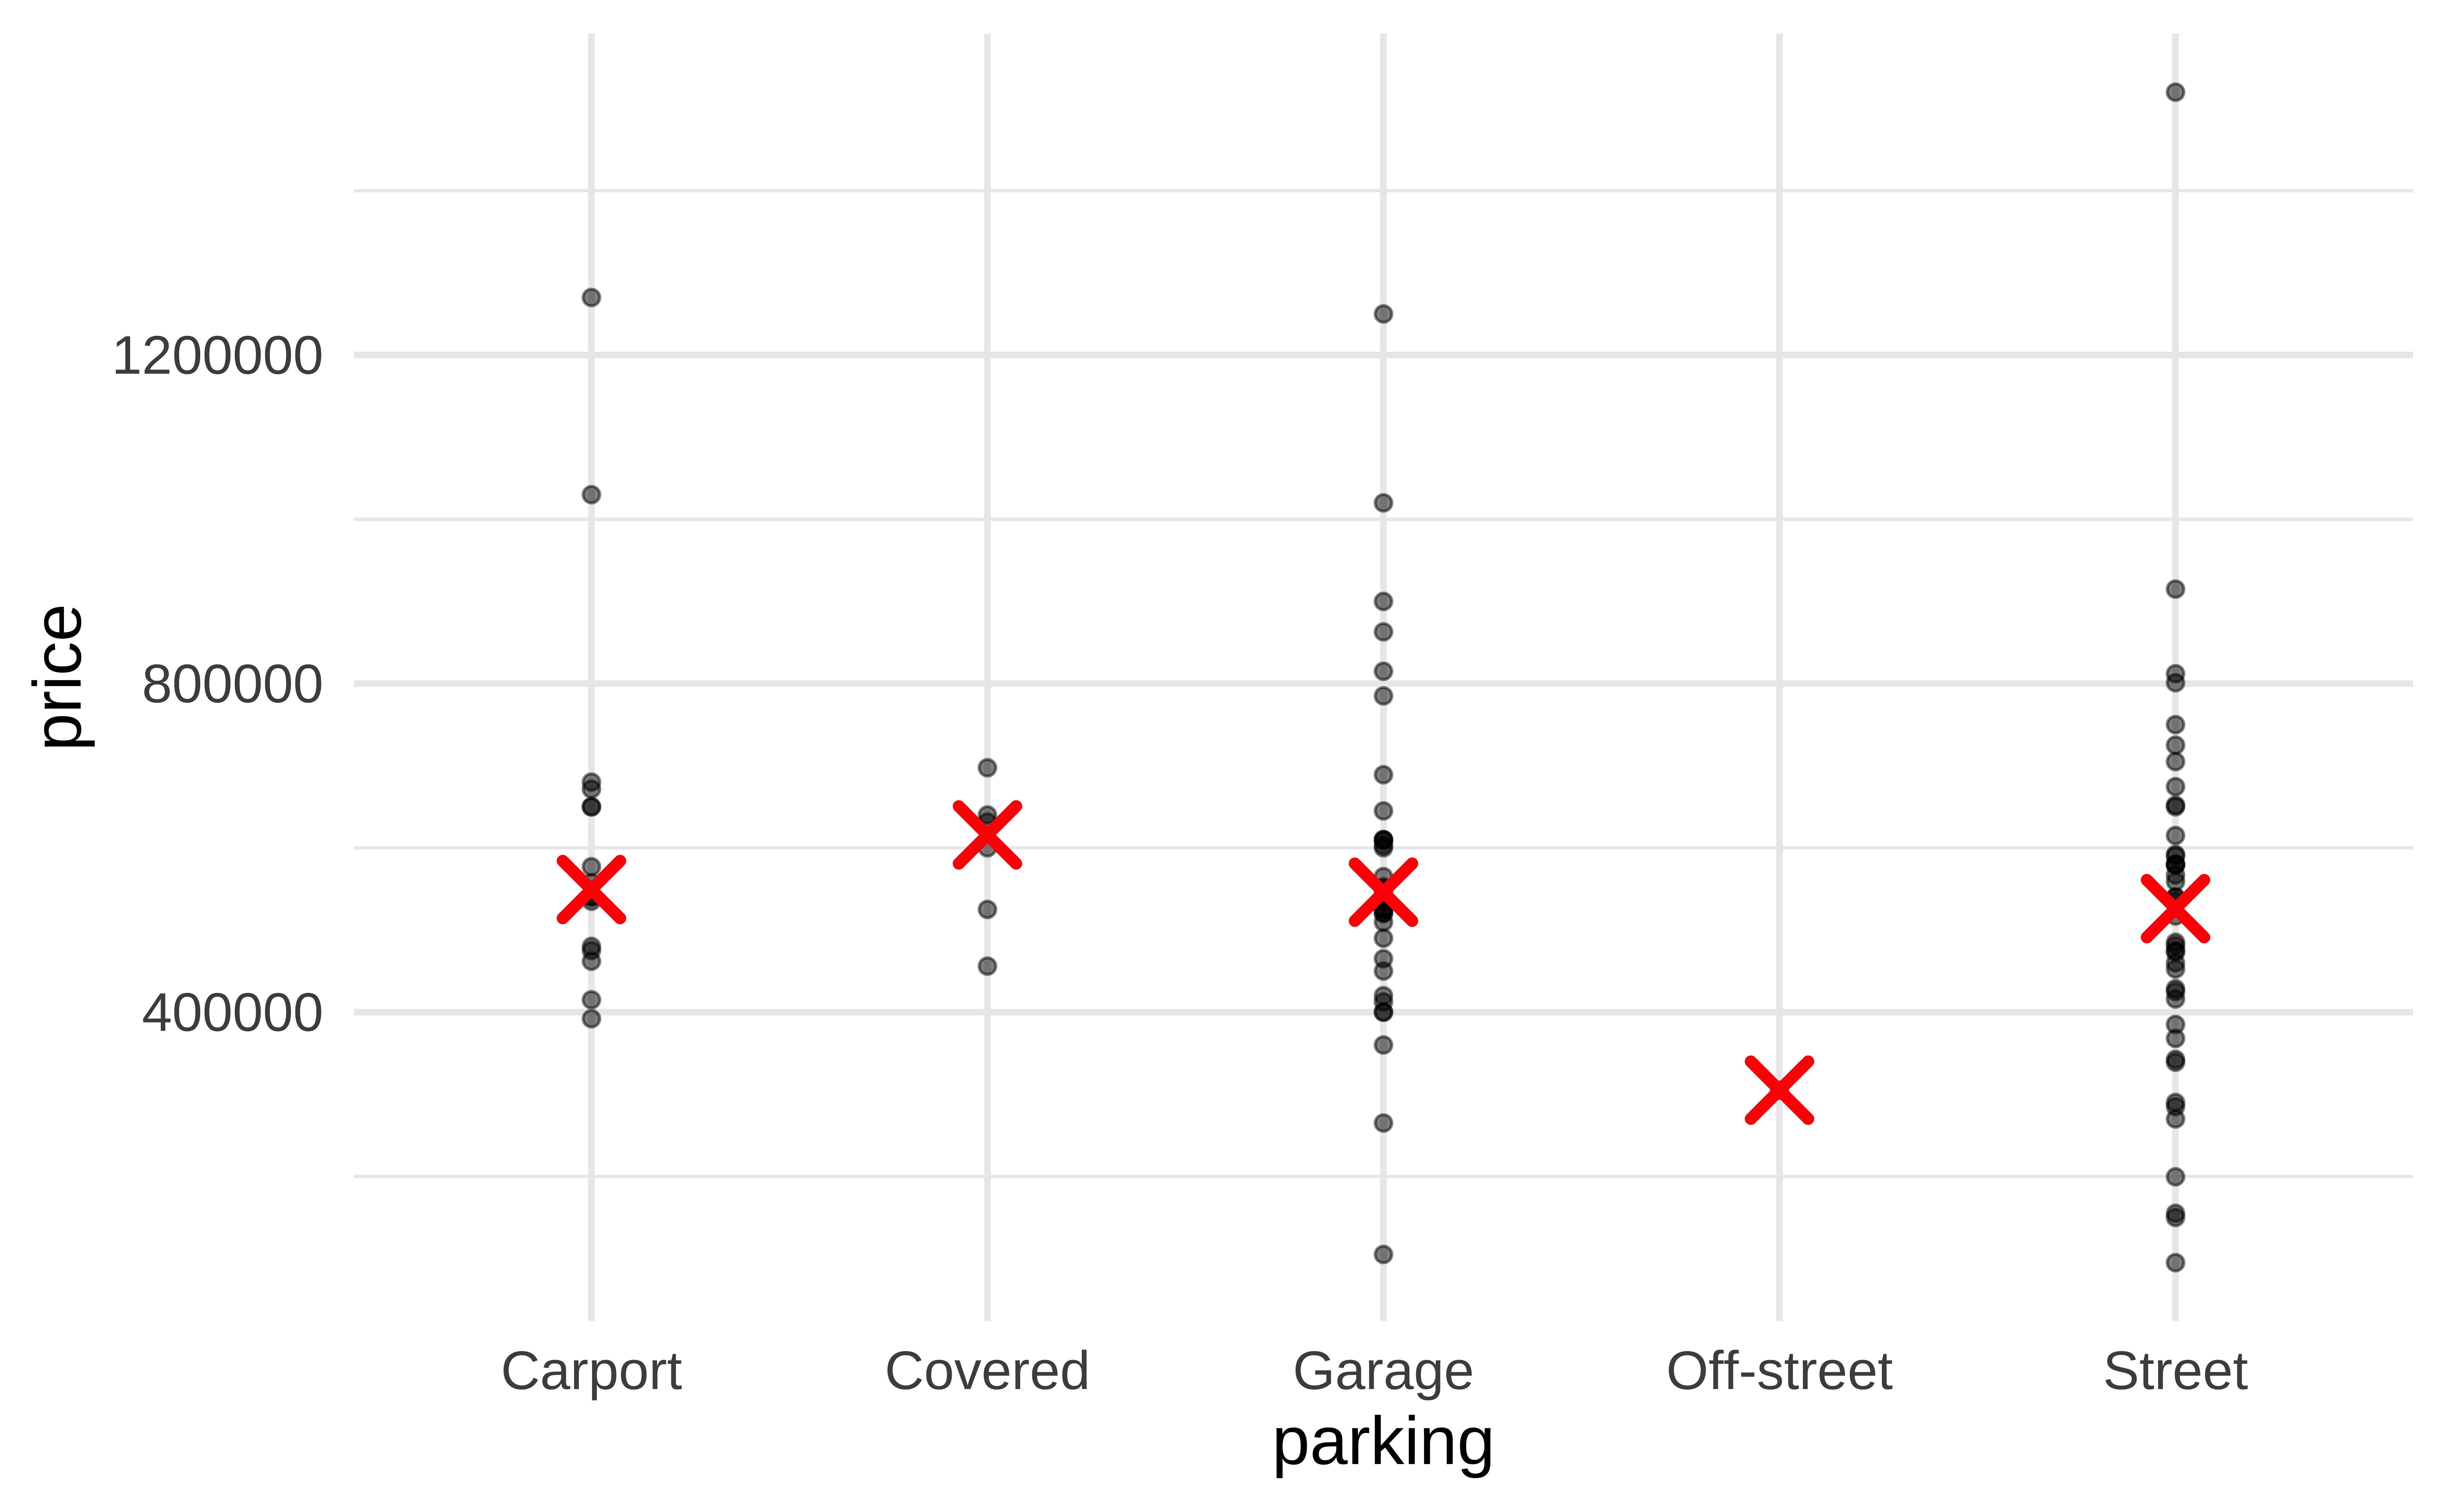 price
1200000
800000
400000
Carport Covered Garage Off-street Street
parking